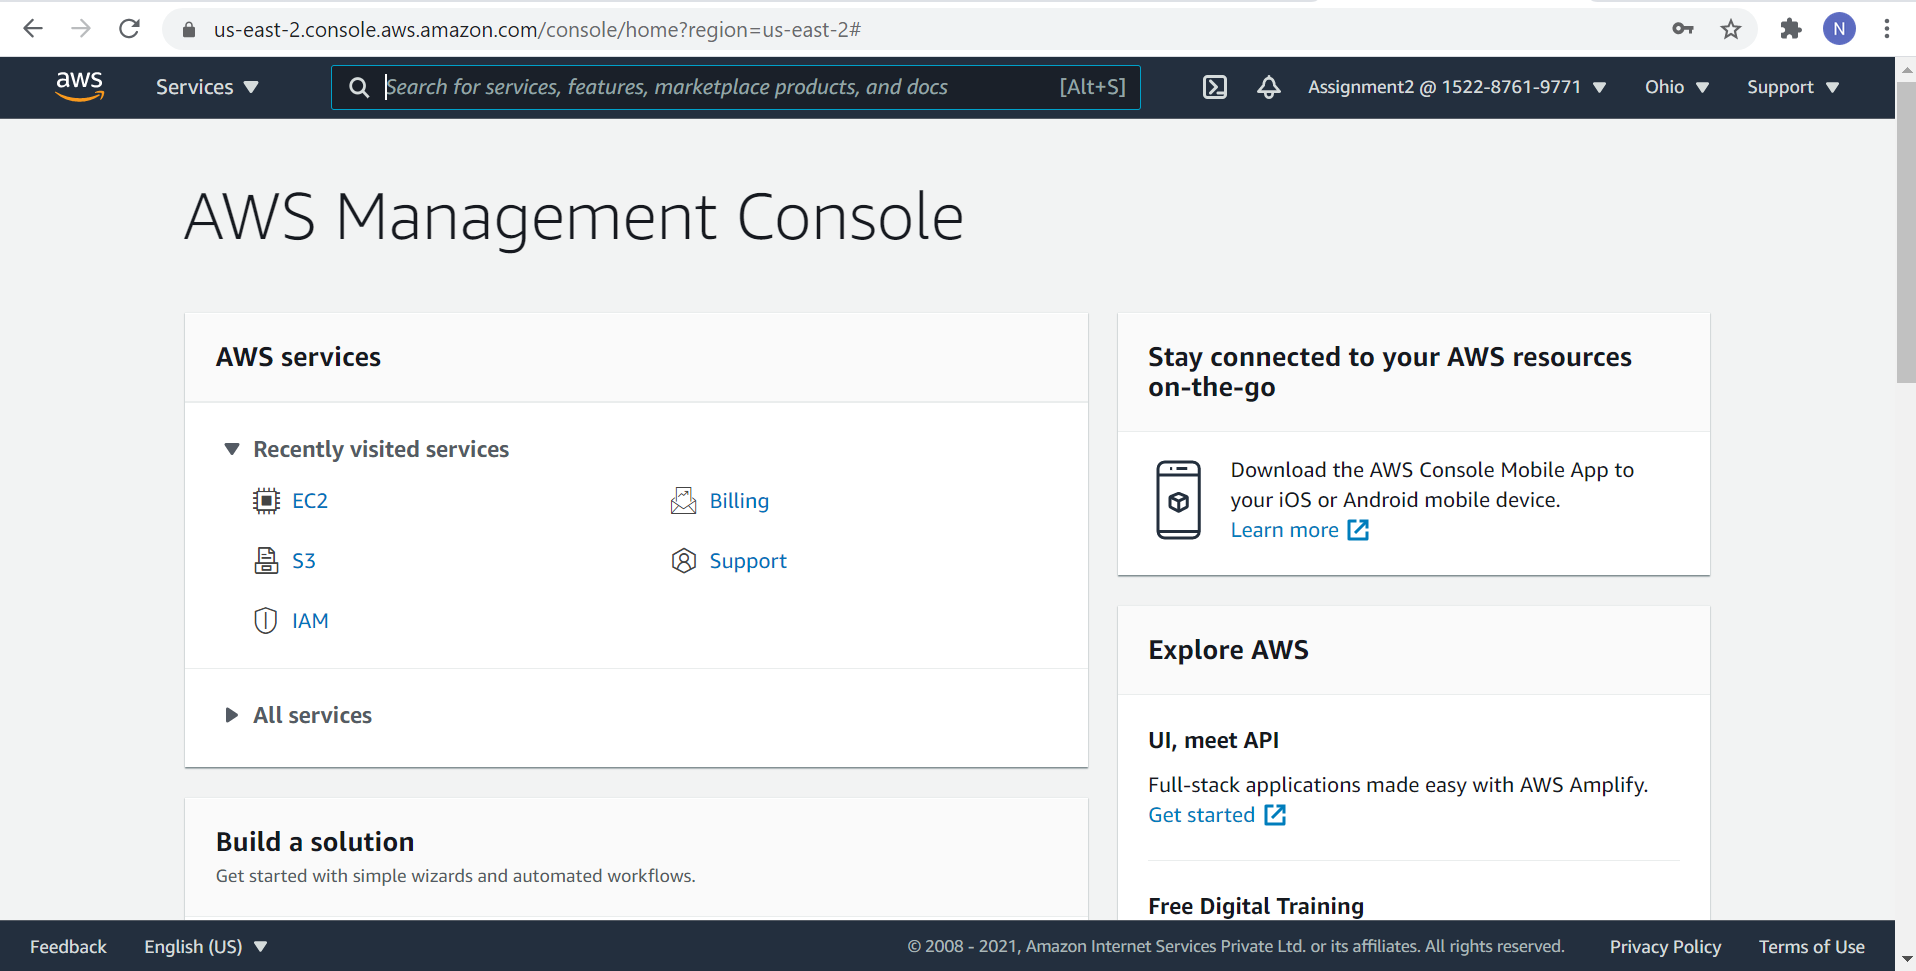 us-east-2.console.aws.amazon.com/console/home?region=us-east-2#
N
aws
Services
Search for services, features, marketplace products, and docs
[Alt+S]
Assignment2 @ 1522-8761-9771
Ohio
Support
AWS Management Console
AWS services
Recently visited services
EC2
Billing
S3
Support
IAM
All services
Build a solution
Get started with simple wizards and automated workflows.
Stay connected to your AWS resources
on-the-go
Download the AWS Console Mobile App to
your iOS or Android mobile device.
Learn more
Explore AWS
UI, meet API
Full-stack applications made easy with AWS Amplify.
Get started
Free Digital Training
Feedback
English (US)
© 2008 - 2021, Amazon Internet Services Private Ltd. or its affiliates. All rights reserved.
Privacy Policy
Terms of Use